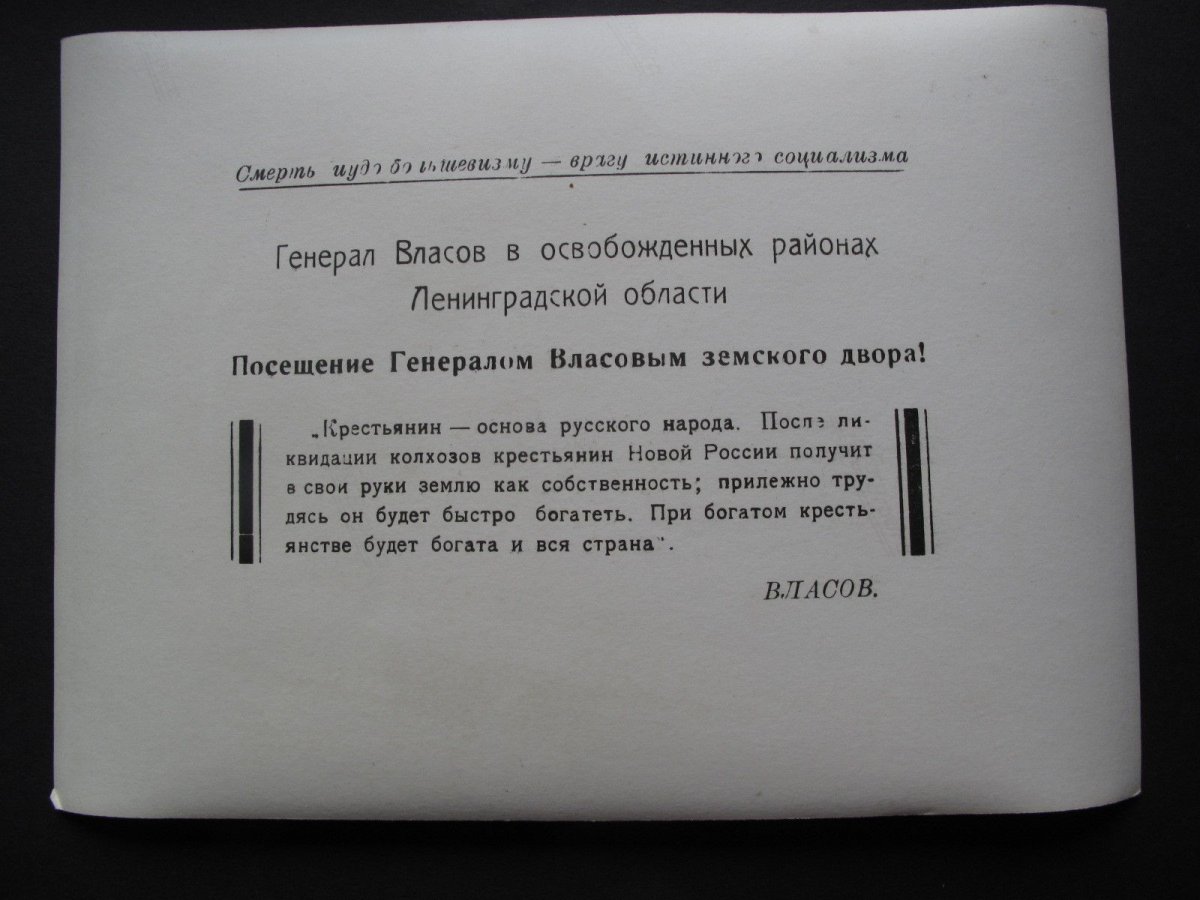 Смерть иудобольшевизму — врагу истинного социализма
Генерал Власов в освобожденных районах
Ленинградской области
Посещение Генералом Власовым земского двора!
„Крестьянин — основа русского народа. После ли-
квидации колхозов крестьянин Новой России получит
в свои руки землю как собственность; прилежно тру-
дясь он будет быстро богатеть. При богатом кресть-
янстве будет богата и вся страна".
ВЛАСОВ.